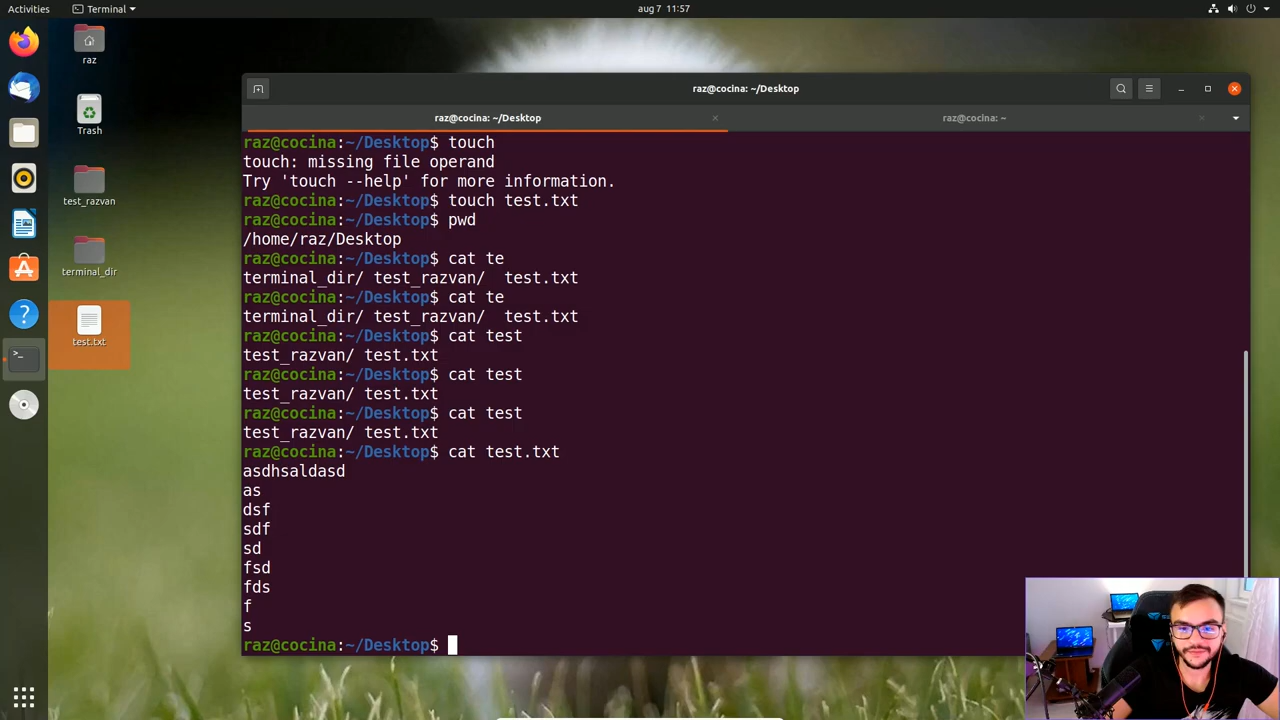 Activities
Terminal
aug 7 11:57
raz
Trash
test_razvan
terminal_dir
test.txt
raz@cocina: ~/Desktop
raz@cocina: ~/Desktop
raz@cocina: ~
raz@cocina:~/Desktop$ touch
touch: missing file operand
Try 'touch --help' for more information.
raz@cocina:~/Desktop$ touch test.txt
raz@cocina:~/Desktop$ pwd
/home/raz/Desktop
raz@cocina:~/Desktop$ cat te
terminal_dir/ test_razvan/  test.txt
raz@cocina:~/Desktop$ cat te
terminal_dir/ test_razvan/  test.txt
raz@cocina:~/Desktop$ cat test
test_razvan/ test.txt
raz@cocina:~/Desktop$ cat test
test_razvan/ test.txt
raz@cocina:~/Desktop$ cat test
test_razvan/ test.txt
raz@cocina:~/Desktop$ cat test.txt
asdhsaldasd
as
dsf
sdf
sd
fsd
fds
f
s
raz@cocina:~/Desktop$